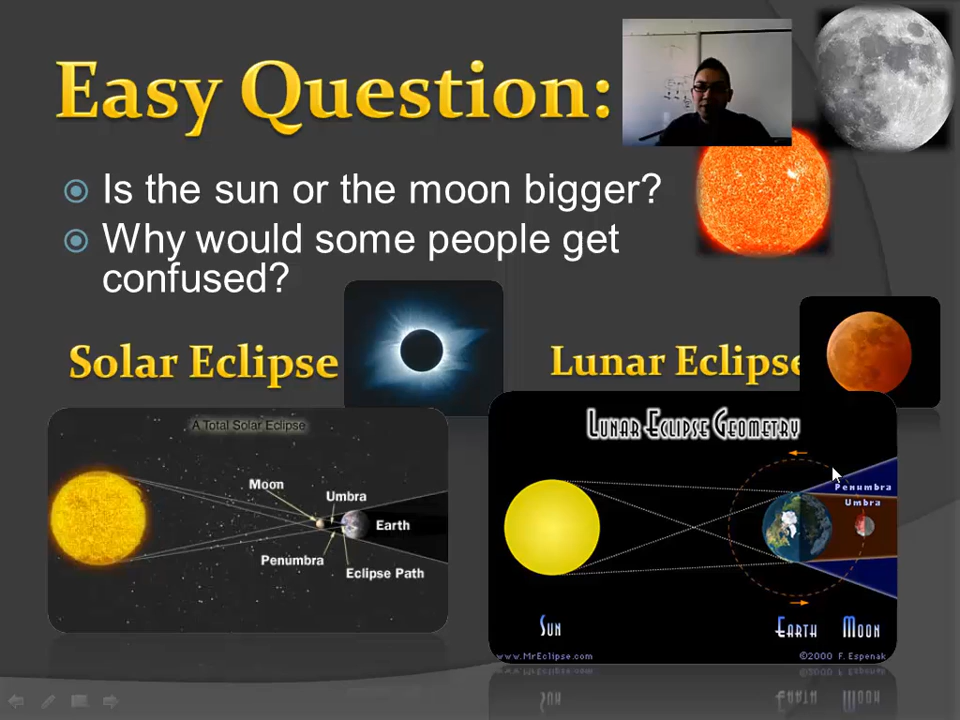 Easy Question:
Is the sun or the moon bigger?
Why would some people get
confused?
Solar Eclipse
Lunar Eclipse
A Total Solar Eclipse
Moon
Umbra
Earth
Penumbra
Eclipse Path
Lunar Eclipse Geometry
Penumbra
Umbra
Sun
Earth
Moon
www.MrEclipse.com
©2000 F. Espenak